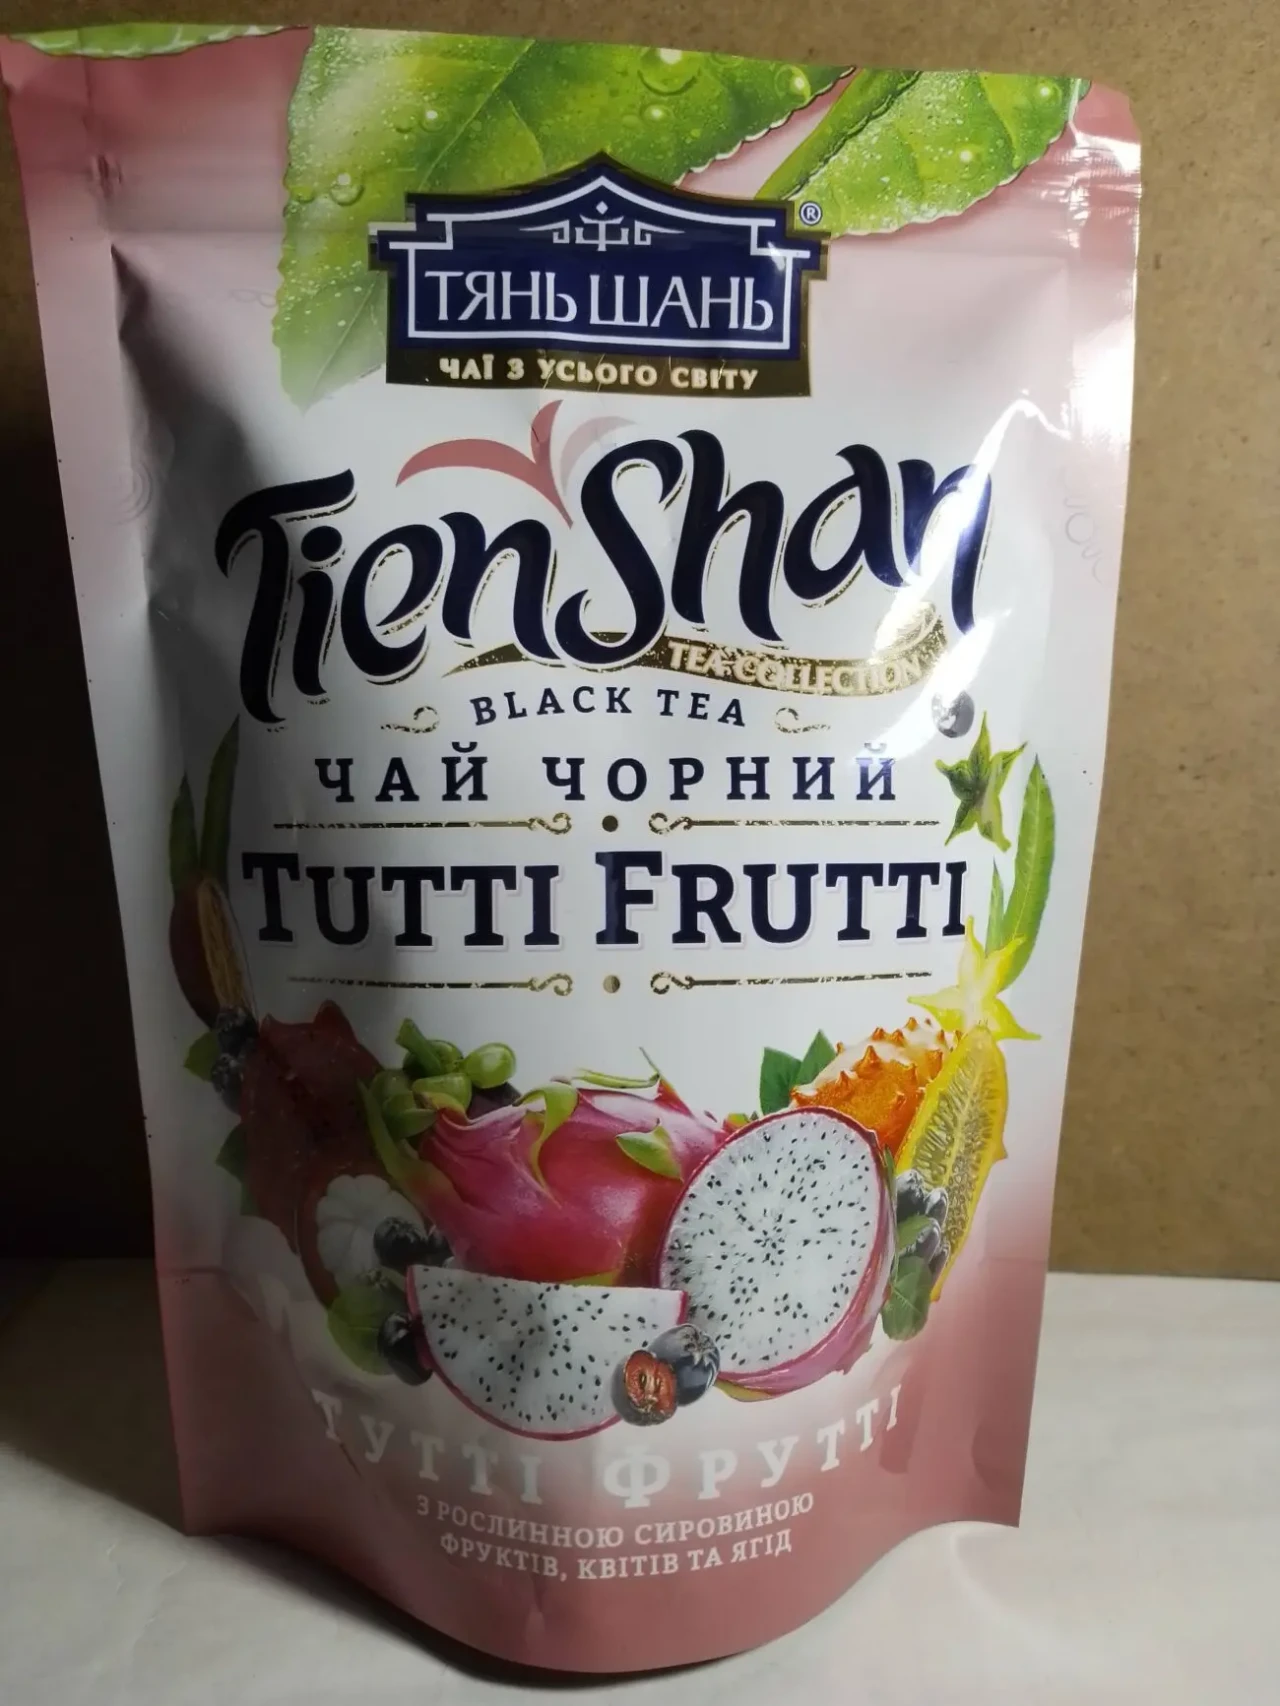 ТЯНЬ ШАНЬ ®
ЧАЇ З УСЬОГО СВІТУ
TienShan
TEA COLLECTION
BLACK TEA
ЧАЙ ЧОРНИЙ
TUTTI FRUTTI
ТУТТІ ФРУТТІ
З РОСЛИННОЮ СИРОВИНОЮ
ФРУКТІВ, КВІТІВ ТА ЯГІД